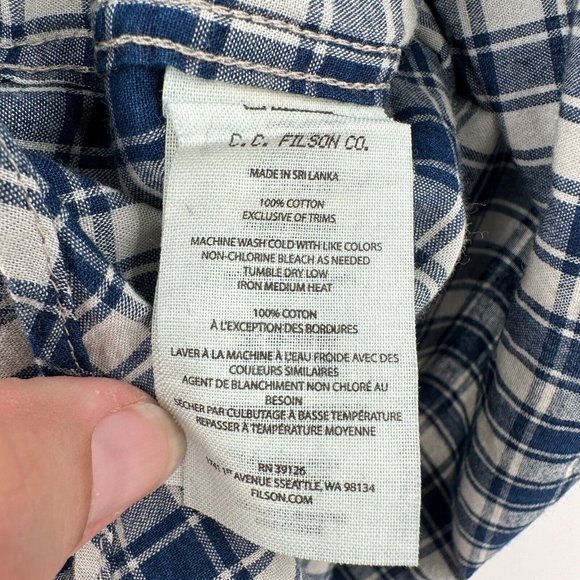 C. C. FILSON CO.
MADE IN SRI LANKA
100% COTTON
EXCLUSIVE OF TRIMS
MACHINE WASH COLD WITH LIKE COLORS
NON-CHLORINE BLEACH AS NEEDED
TUMBLE DRY LOW
IRON MEDIUM HEAT
100% COTON
À L'EXCEPTION DES BORDURES
LAVER À LA MACHINE À L'EAU FROIDE AVEC DES
COULEURS SIMILAIRES
AGENT DE BLANCHIMENT NON CHLORÉ AU
BESOIN
SÉCHER PAR CULBUTAGE À BASSE TEMPÉRATURE
REPASSER À TEMPÉRATURE MOYENNE
RN 39126
1741 1ST AVENUE SSEATTLE, WA 98134
FILSON.COM